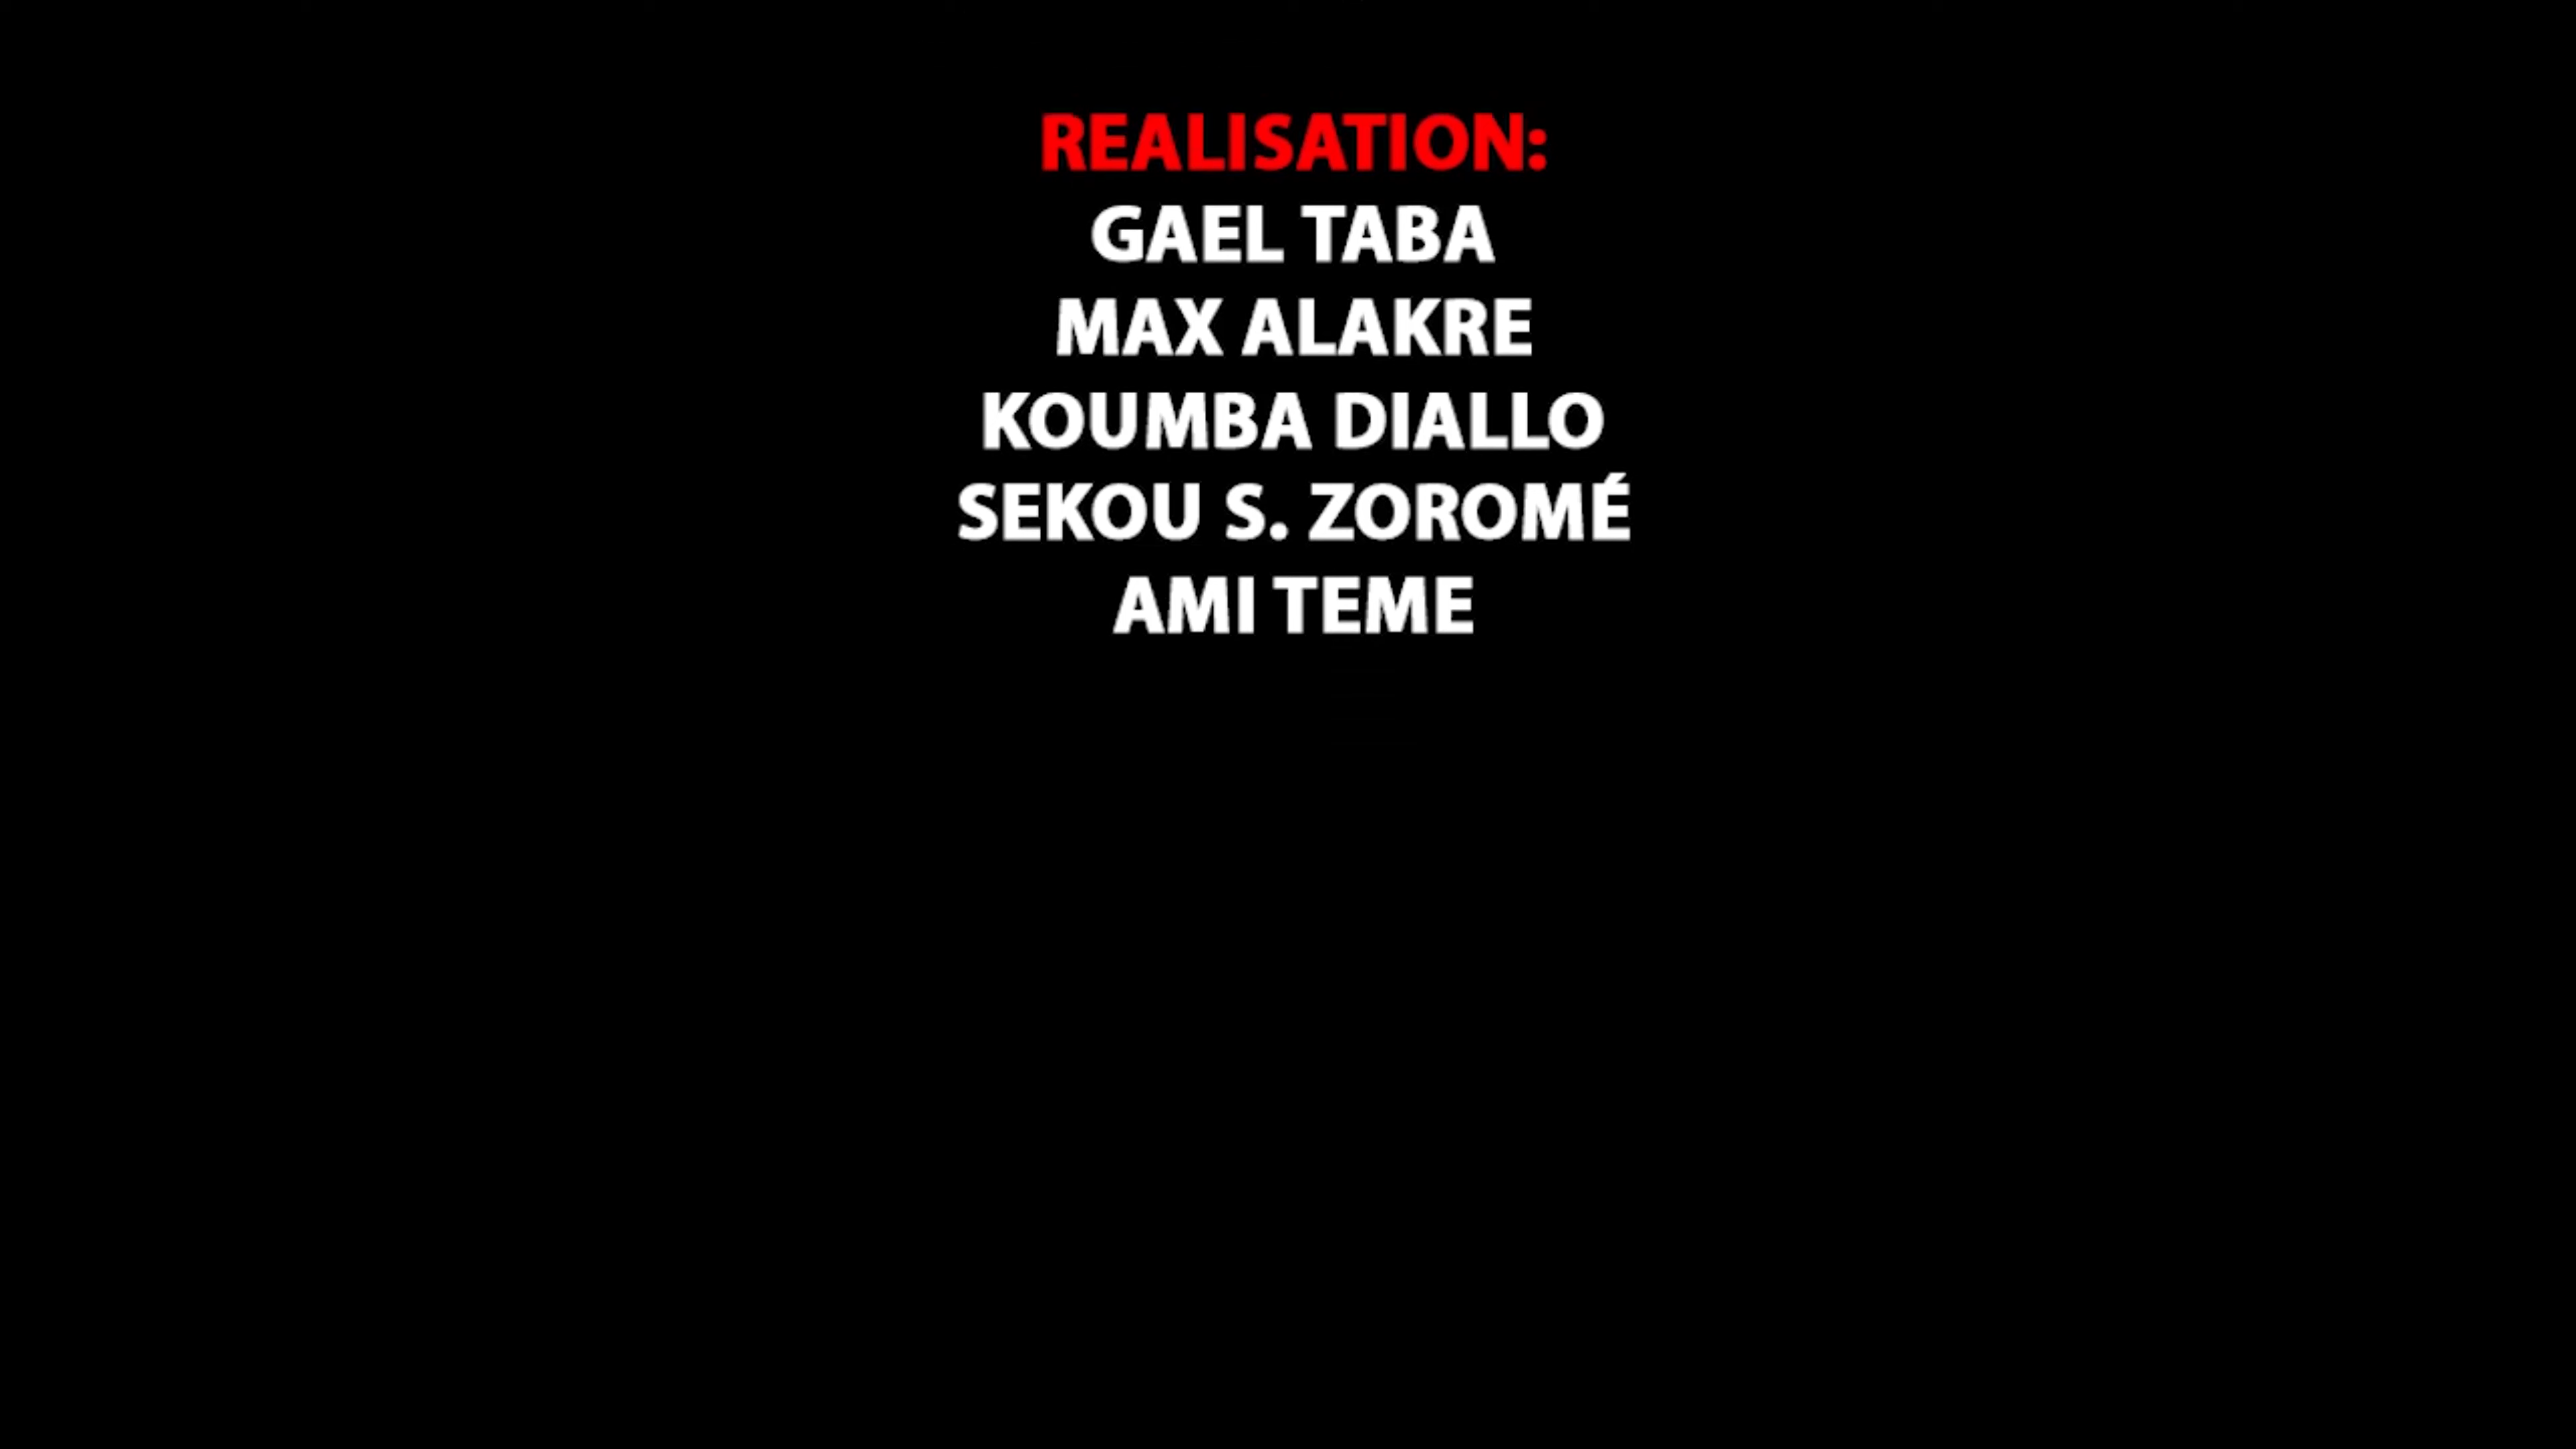 REALISATION:
GAEL TABA
MAX ALAKRE
KOUMBA DIALLO
SEKOU S. ZOROMÉ
AMI TEME